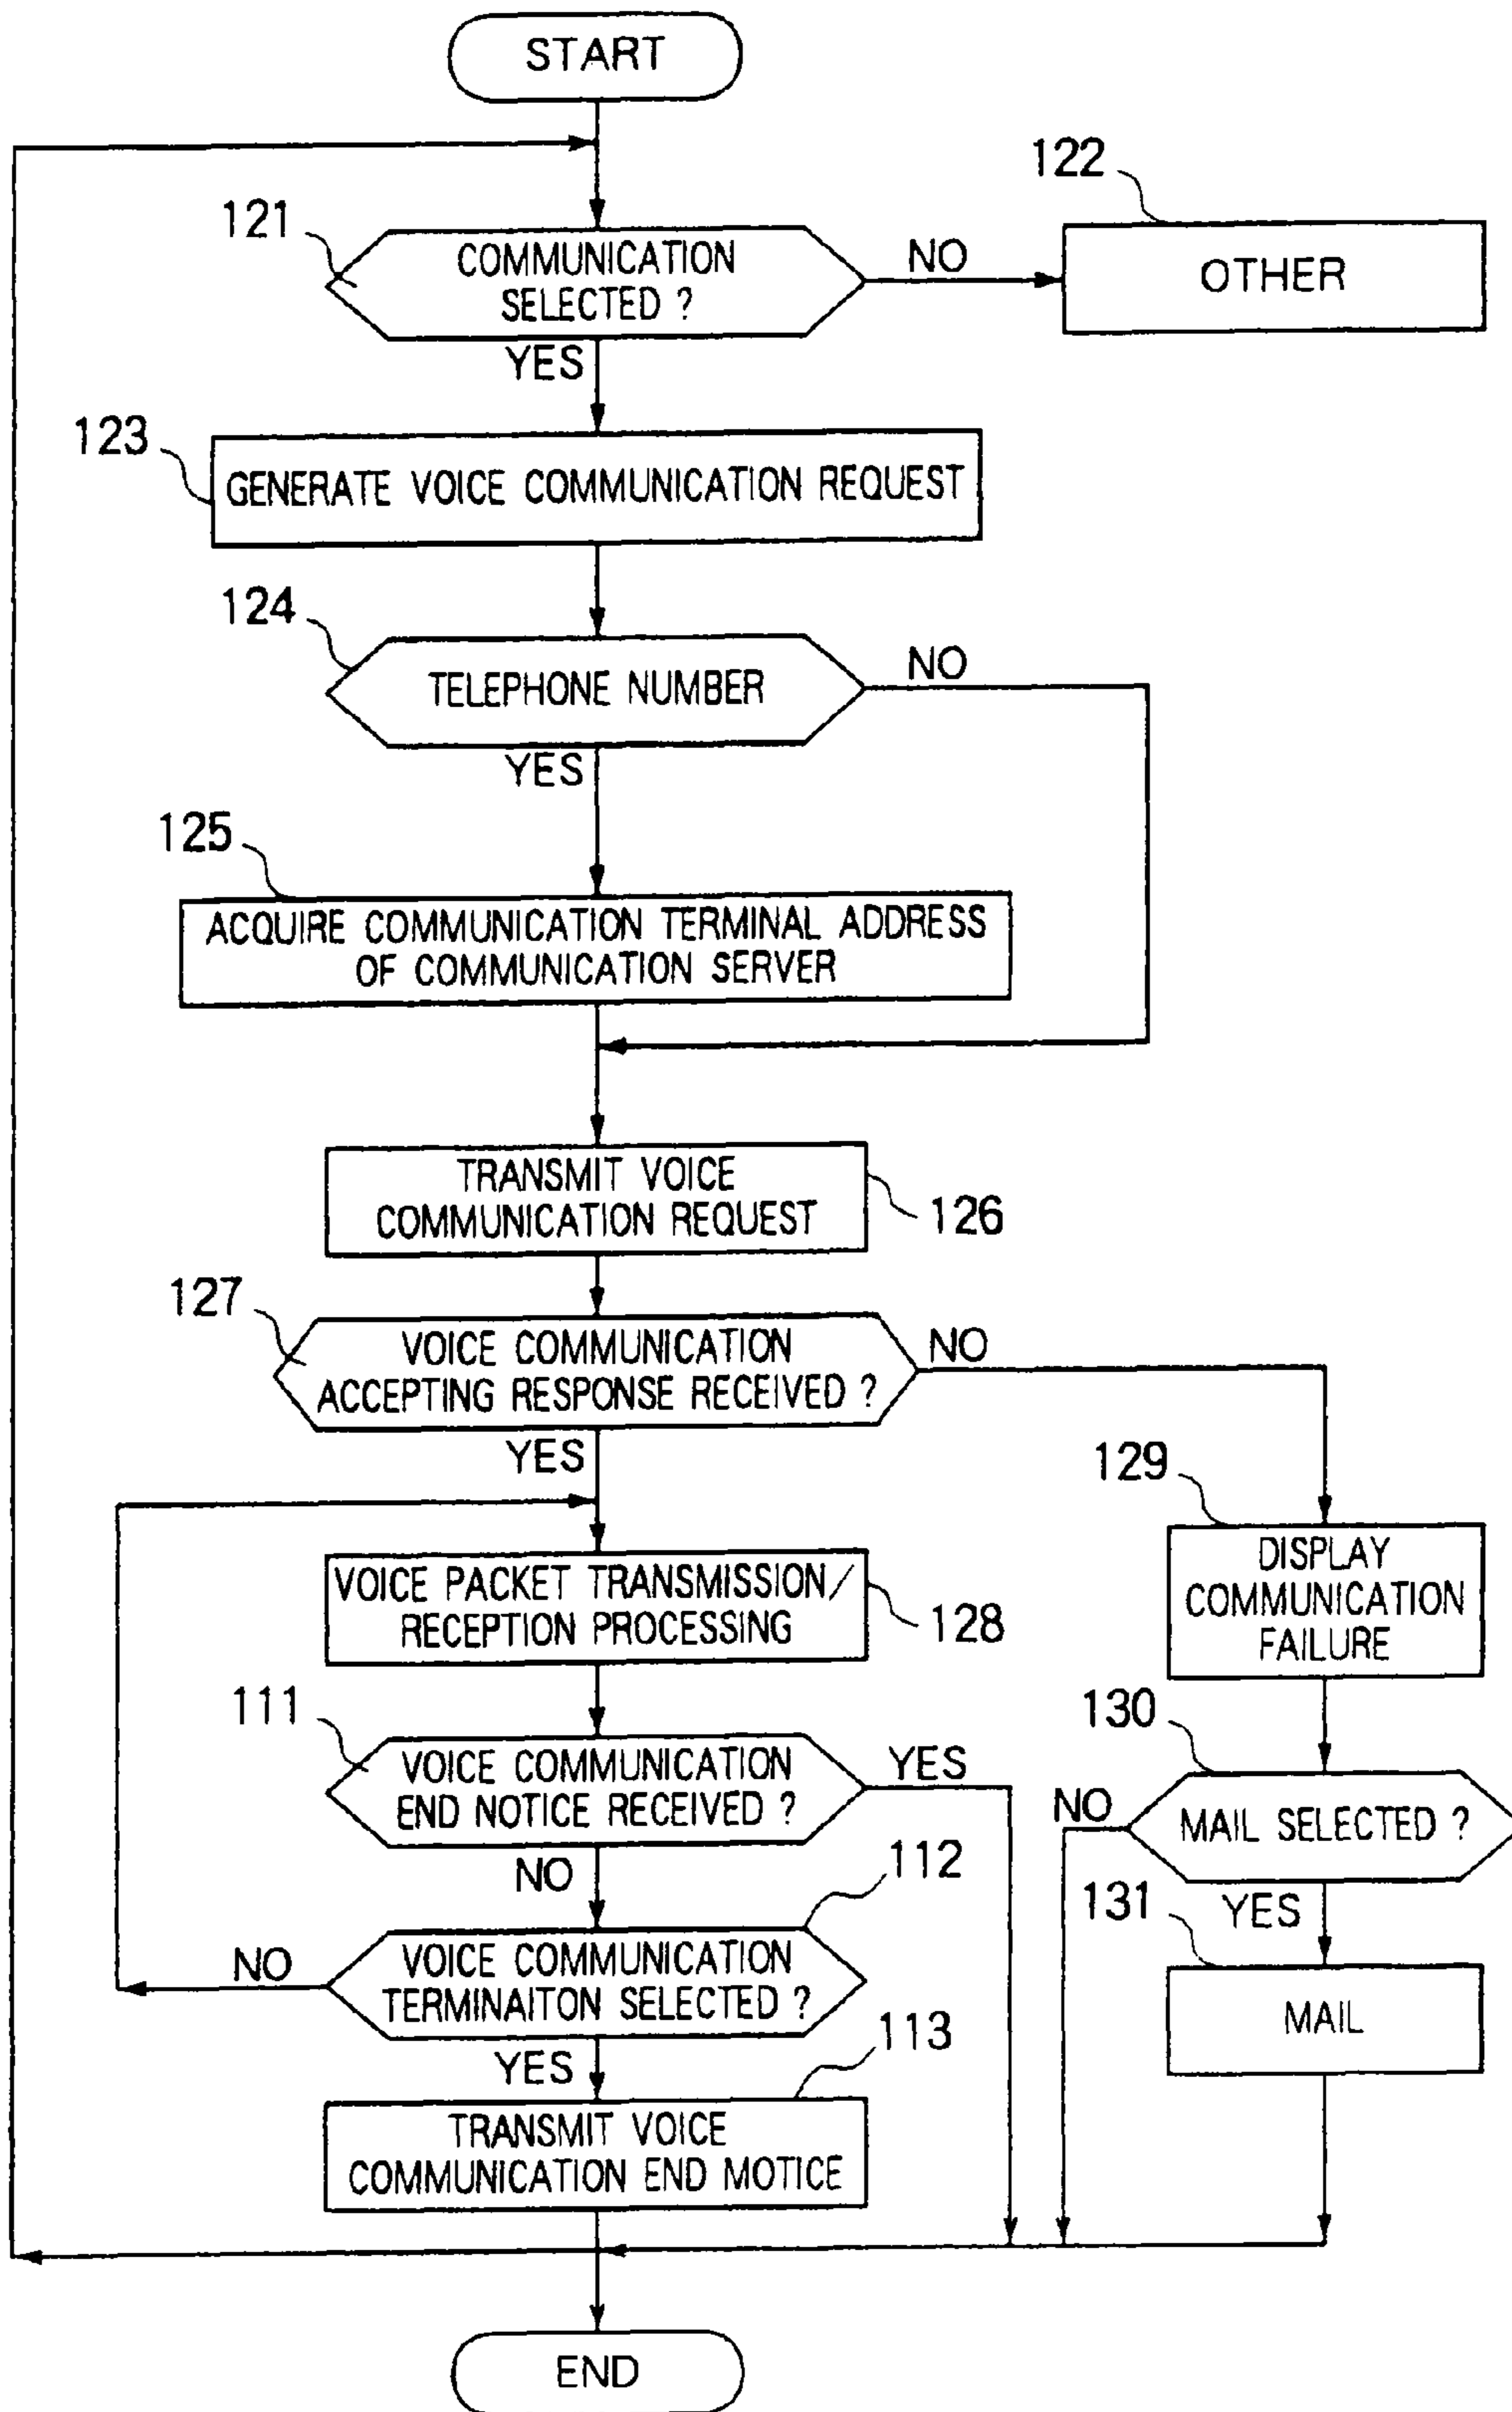 START
122
121
COMMUNICATION
SELECTED ?
NO
OTHER
YES
123
GENERATE VOICE COMMUNICATION REQUEST
124
TELEPHONE NUMBER
NO
YES
125
ACQUIRE COMMUNICATION TERMINAL ADDRESS
OF COMMUNICATION SERVER
TRANSMIT VOICE
COMMUNICATION REQUEST
126
127
VOICE COMMUNICATION
ACCEPTING RESPONSE RECEIVED ?
NO
YES
129
DISPLAY
COMMUNICATION
FAILURE
VOICE PACKET TRANSMISSION/
RECEPTION PROCESSING
128
111
VOICE COMMUNICATION
END NOTICE RECEIVED ?
YES
NO
130
MAIL SELECTED ?
NO
YES
131
MAIL
112
VOICE COMMUNICATION
TERMINAITON SELECTED ?
NO
YES
113
TRANSMIT VOICE
COMMUNICATION END MOTICE
END